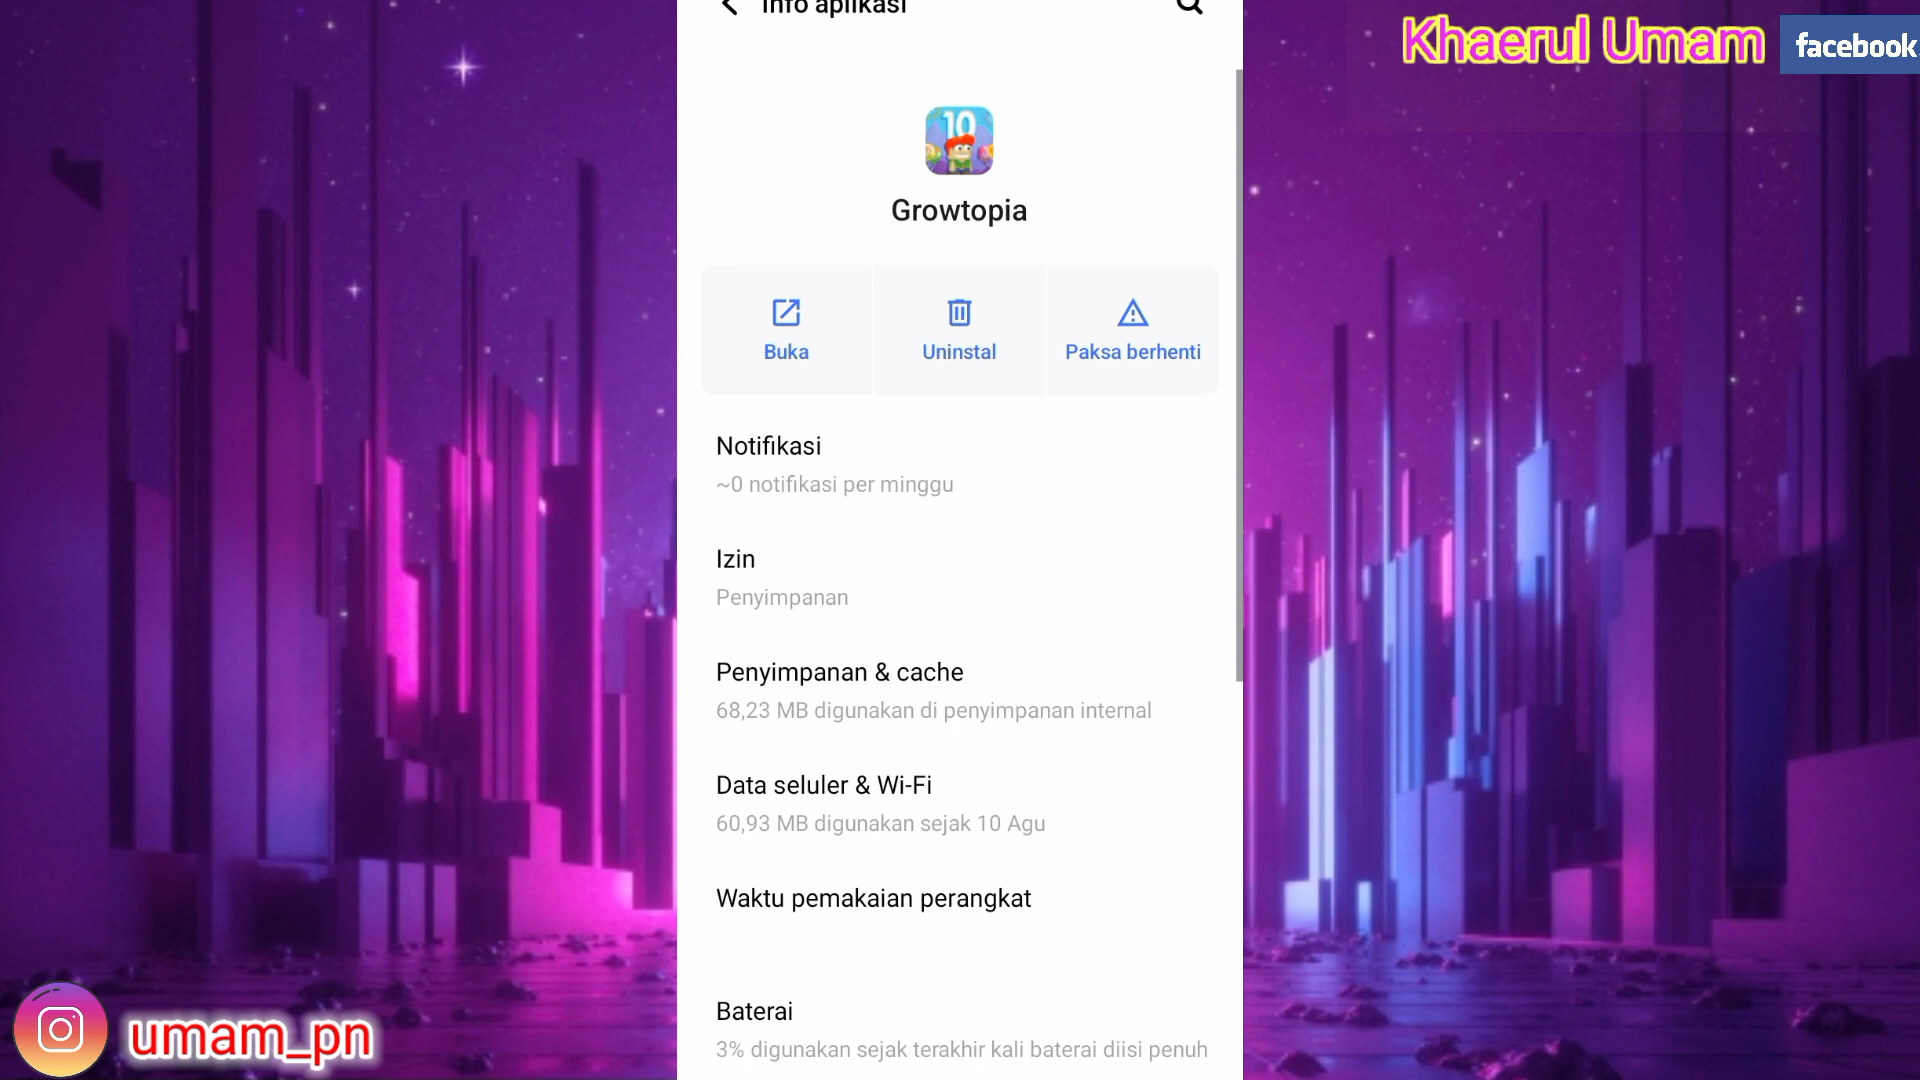 Info aplikasi
Khaerul Umam
facebook
10
Growtopia
Buka
Uninstal
Paksa berhenti
Notifikasi
~0 notifikasi per minggu
Izin
Penyimpanan
Penyimpanan & cache
68,23 MB digunakan di penyimpanan internal
Data seluler & Wi-Fi
60,93 MB digunakan sejak 10 Agu
Waktu pemakaian perangkat
Baterai
3% digunakan sejak terakhir kali baterai diisi penuh
umam_pn